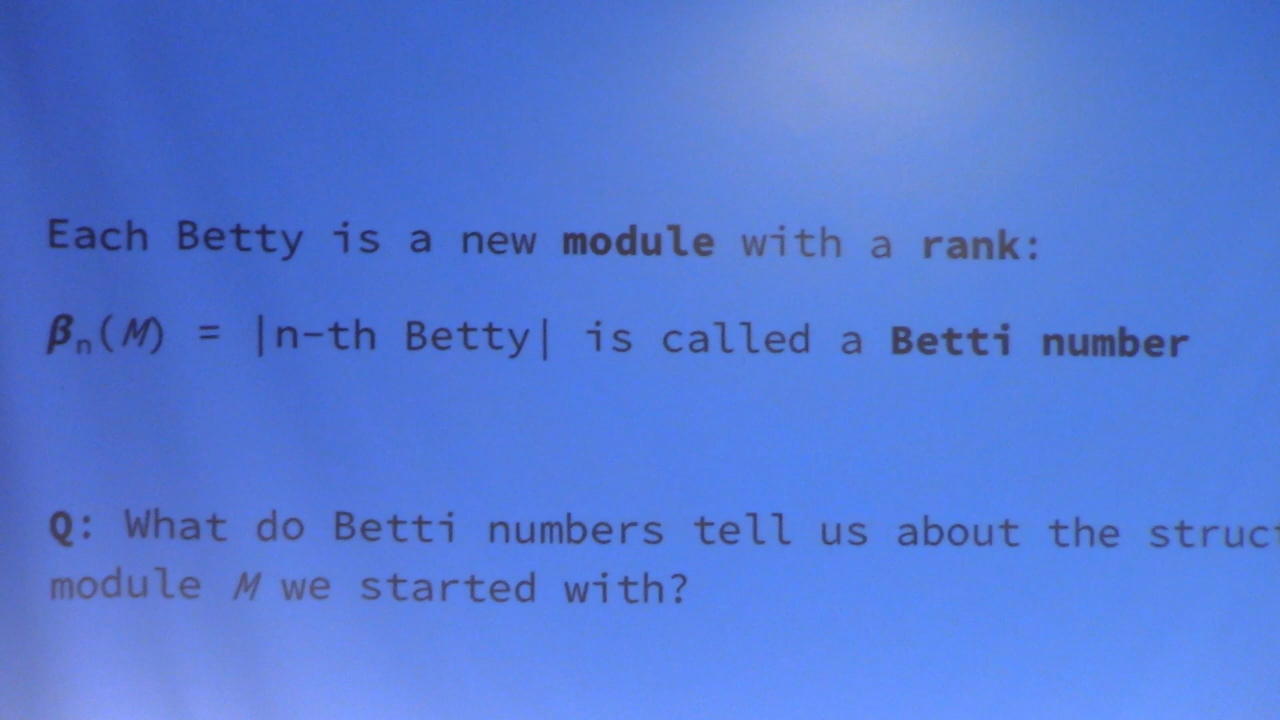 Each Betty is a new module with a rank:
βₙ(M) = |n-th Betty| is called a Betti number
Q: What do Betti numbers tell us about the struct
module M we started with?